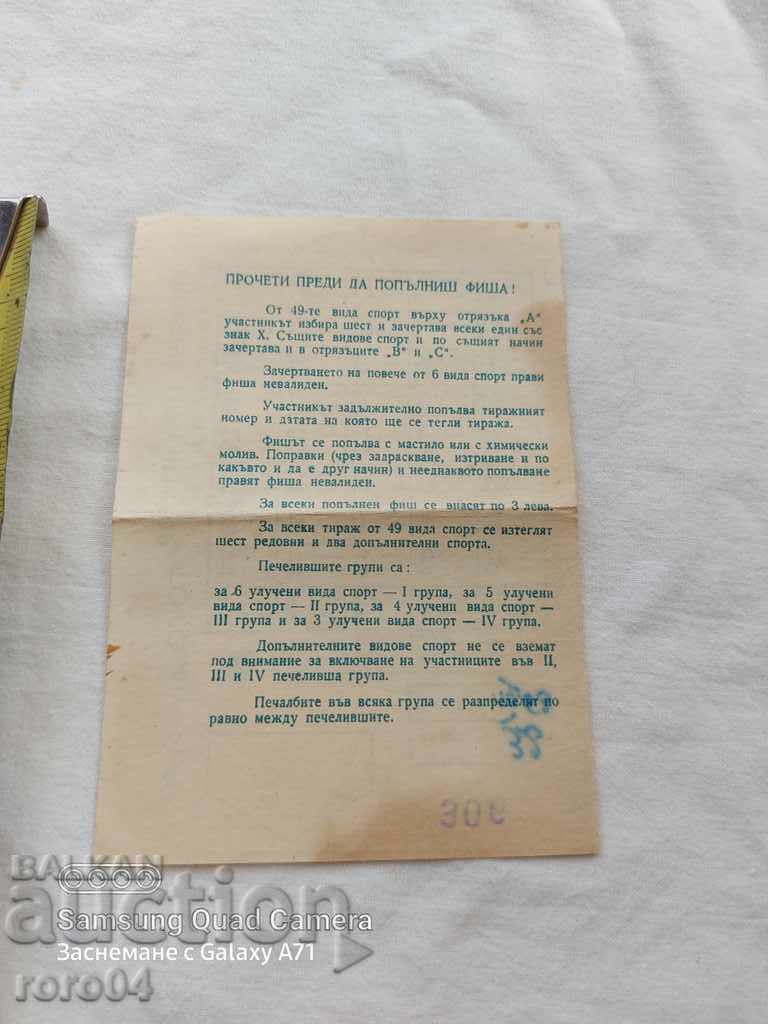 ПРОЧЕТИ ПРЕДИ ДА ПОПЪЛНИШ ФИША!
От 49-те вида спорт върху отрязъка „А"
участникът избира шест и зачертава всеки един със
знак Х. Същите видове спорт и по същият начин
зачертава и в отрязъците „В" и „С".
Зачертването на повече от 6 вида спорт прави
фиша невалиден.
Участникът задължително попълва тиражният
номер и датата на която ще се тегли тиража.
Фишът се попълва с мастило или с химически
молив. Поправки (чрез задраскване, изтриване и по
какъвто и да е друг начин) и нееднаквото попълване
правят фиша невалиден.
За всеки попълнен фиш се внасят по 3 лева.
За всеки тираж от 49 вида спорт се изтеглят
шест редовни и два допълнителни спорта.
Печелившите групи са:
за 6 улучени вида спорт — I група, за 5 улучени
вида спорт — II група, за 4 улучени вида спорт —
III група и за 3 улучени вида спорт — IV група.
Допълнителните видове спорт не се вземат
под внимание за включване на участниците във II,
III и IV печеливша група.
Печалбите във всяка група се разпределят по
равно между печелившите.
306
BALKAN
auction
Samsung Quad Camera
Заснемане с Galaxy A71
roro04